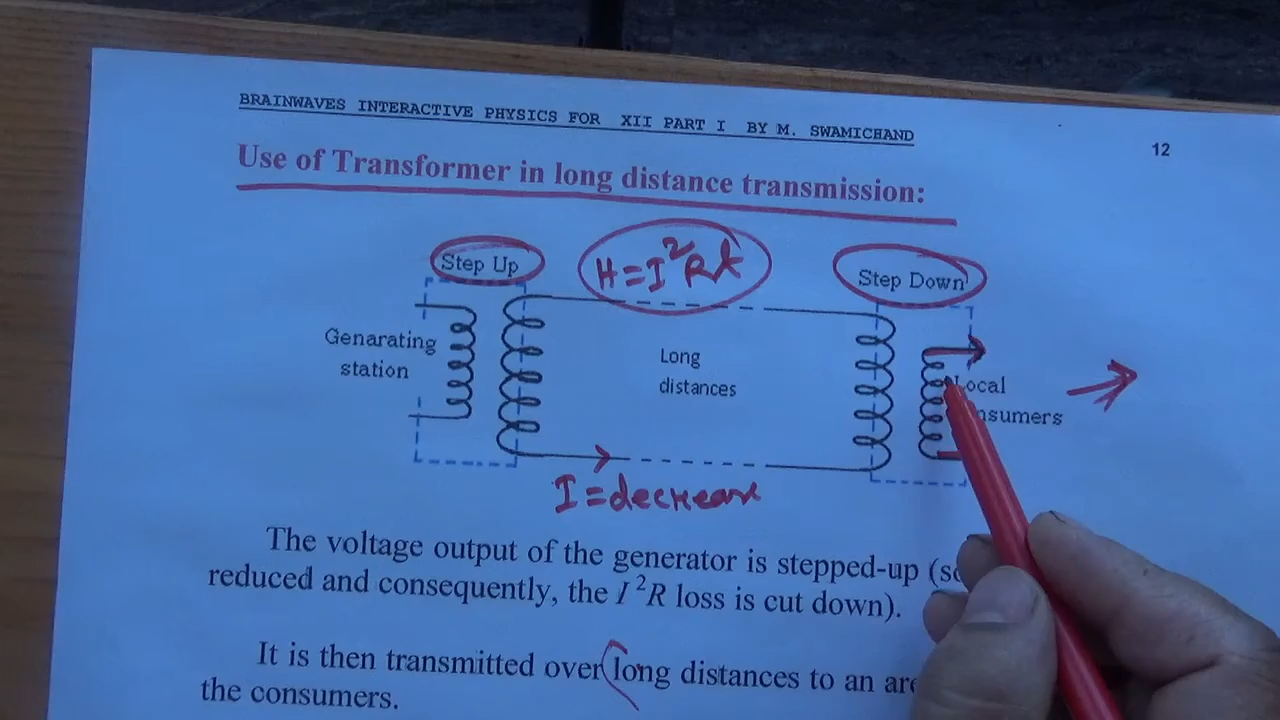 BRAINWAVES INTERACTIVE PHYSICS FOR XII PART I BY M. SWAMICHAND
12
Use of Transformer in long distance transmission:
Step Up
H=I²Rt
Step Down
Genarating
station
Long
distances
Local
nsumers
I=decrease
The voltage output of the generator is stepped-up
reduced and consequently, the I²R loss is cut down).
It is then transmitted over long distances to an
the consumers.